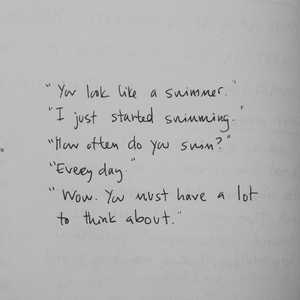 "You look like a swimmer."
"I just started swimming."
"How often do you swim?"
"Every day"
"Wow. You must have a lot
to think about."